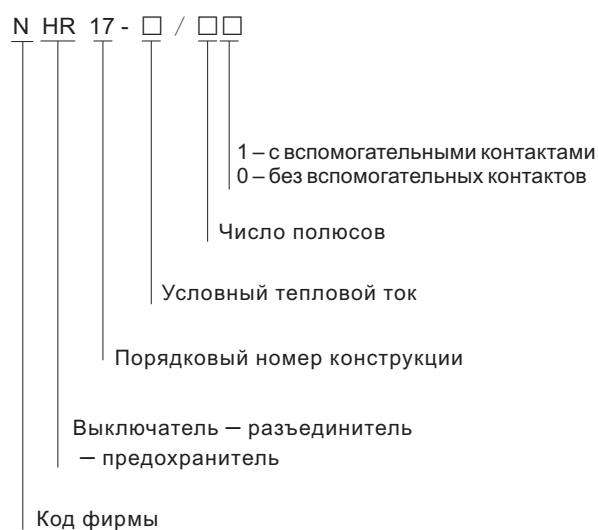 N HR 17 - □ / □□
1 – с вспомогательными контактами
0 – без вспомогательных контактов
Число полюсов
Условный тепловой ток
Порядковый номер конструкции
Выключатель — разъединитель
— предохранитель
Код фирмы